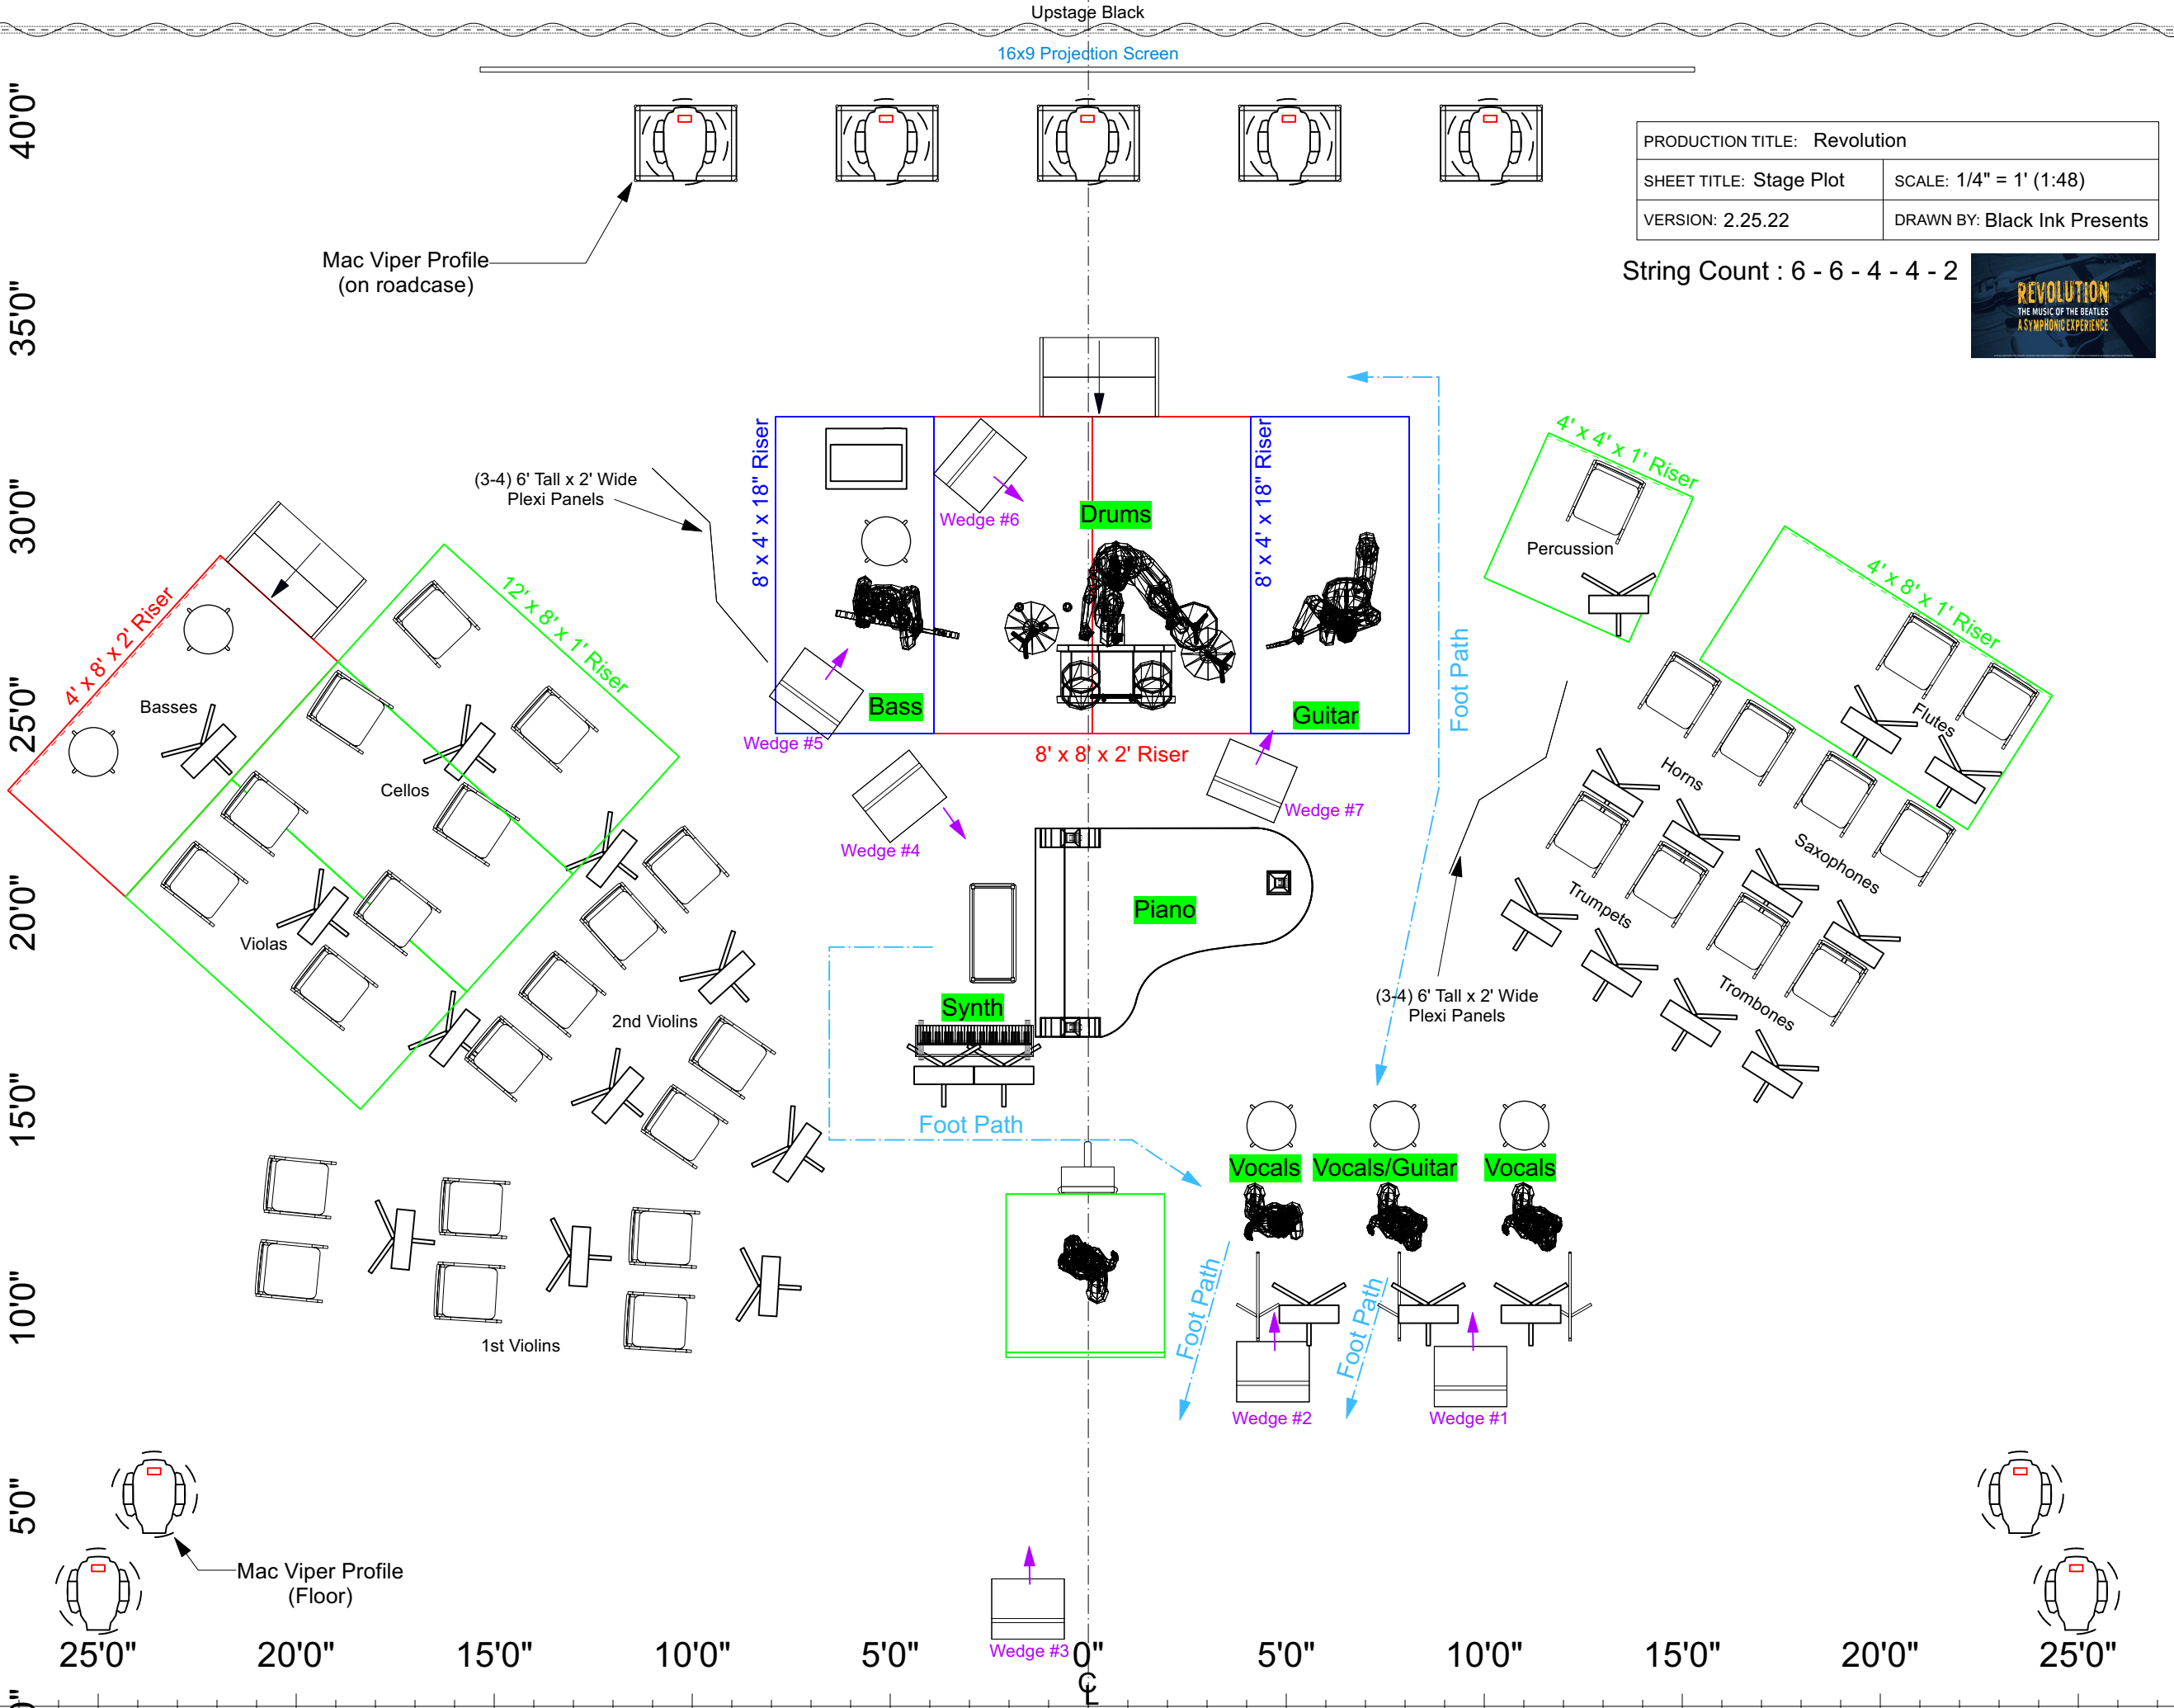 Upstage Black
16x9 Projection Screen
40'0"
PRODUCTION TITLE: Revolution
SHEET TITLE: Stage Plot
SCALE: 1/4" = 1' (1:48)
VERSION: 2.25.22
DRAWN BY: Black Ink Presents
Mac Viper Profile
(on roadcase)
String Count : 6 - 6 - 4 - 4 - 2
REVOLUTION
THE MUSIC OF THE BEATLES
A SYMPHONIC EXPERIENCE
35'0"
8' x 4' x 18" Riser
8' x 4' x 18" Riser
4' x 4' x 1' Riser
(3-4) 6' Tall x 2' Wide
Plexi Panels
30'0"
Wedge #6
Drums
Percussion
4' x 8' x 1' Riser
12' x 8' x 1' Riser
4' x 8' x 2' Riser
Foot Path
Basses
25'0"
Bass
Guitar
Flutes
Wedge #5
8' x 8' x 2' Riser
Horns
Cellos
Wedge #7
Wedge #4
Saxophones
20'0"
Piano
Trumpets
Violas
Synth
(3-4) 6' Tall x 2' Wide
Plexi Panels
Trombones
2nd Violins
15'0"
Foot Path
Vocals
Vocals/Guitar
Vocals
10'0"
Foot Path
Foot Path
1st Violins
Wedge #2
Wedge #1
5'0"
Mac Viper Profile
(Floor)
Wedge #3
25'0"
20'0"
15'0"
10'0"
5'0"
0"
5'0"
10'0"
15'0"
20'0"
25'0"
CL